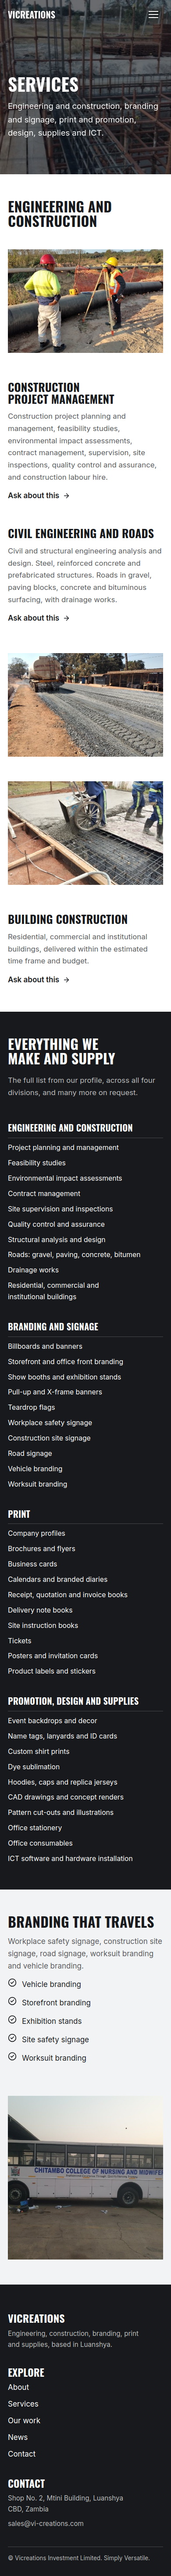 VICREATIONS
SERVICES
Engineering and construction, branding
and signage, print and promotion,
design, supplies and ICT.
ENGINEERING AND
CONSTRUCTION
CONSTRUCTION
PROJECT MANAGEMENT
Construction project planning and
management, feasibility studies,
environmental impact assessments,
contract management, supervision, site
inspections, quality control and assurance,
and construction labour hire.
Ask about this →
CIVIL ENGINEERING AND ROADS
Civil and structural engineering analysis and
design. Steel, reinforced concrete and
prefabricated structures. Roads in gravel,
paving blocks, concrete and bituminous
surfacing, with drainage works.
Ask about this →
BUILDING CONSTRUCTION
Residential, commercial and institutional
buildings, delivered within the estimated
time frame and budget.
Ask about this →
EVERYTHING WE
MAKE AND SUPPLY
The full list from our profile, across all four
divisions, and many more on request.
ENGINEERING AND CONSTRUCTION
Project planning and management
Feasibility studies
Environmental impact assessments
Contract management
Site supervision and inspections
Quality control and assurance
Structural analysis and design
Roads: gravel, paving, concrete, bitumen
Drainage works
Residential, commercial and
institutional buildings
BRANDING AND SIGNAGE
Billboards and banners
Storefront and office front branding
Show booths and exhibition stands
Pull-up and X-frame banners
Teardrop flags
Workplace safety signage
Construction site signage
Road signage
Vehicle branding
Worksuit branding
PRINT
Company profiles
Brochures and flyers
Business cards
Calendars and branded diaries
Receipt, quotation and invoice books
Delivery note books
Site instruction books
Tickets
Posters and invitation cards
Product labels and stickers
PROMOTION, DESIGN AND SUPPLIES
Event backdrops and decor
Name tags, lanyards and ID cards
Custom shirt prints
Dye sublimation
Hoodies, caps and replica jerseys
CAD drawings and concept renders
Pattern cut-outs and illustrations
Office stationery
Office consumables
ICT software and hardware installation
BRANDING THAT TRAVELS
Workplace safety signage, construction site
signage, road signage, worksuit branding
and vehicle branding.
Vehicle branding
Storefront branding
Exhibition stands
Site safety signage
Worksuit branding
CHITAMBO COLLEGE OF NURSING AND MIDWIFER
VICREATIONS
Engineering, construction, branding, print
and supplies, based in Luanshya.
EXPLORE
About
Services
Our work
News
Contact
CONTACT
Shop No. 2, Mtini Building, Luanshya
CBD, Zambia
sales@vi-creations.com
© Vicreations Investment Limited. Simply Versatile.